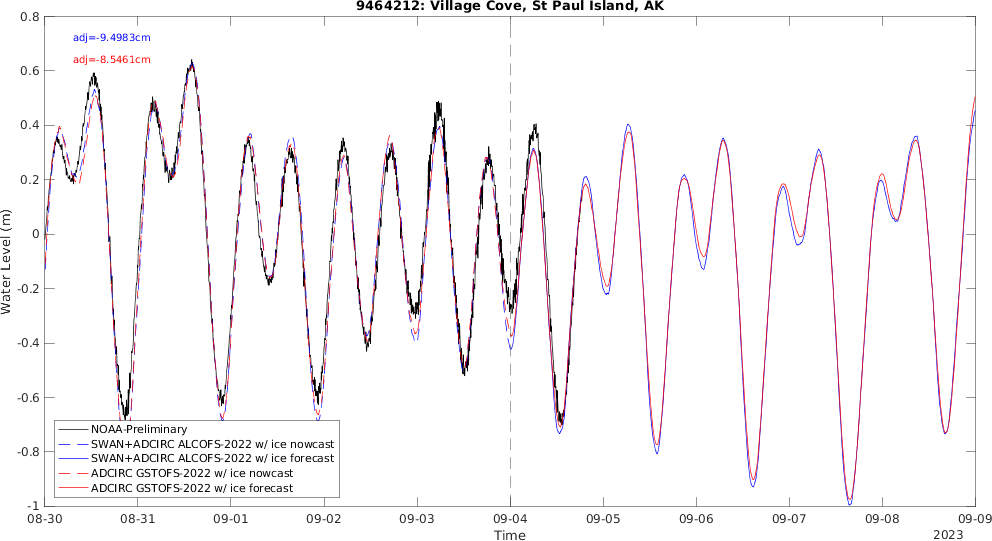 9464212: Village Cove, St Paul Island, AK
adj=-9.4983cm
adj=-8.5461cm
Water Level (m)
0.8
0.6
0.4
0.2
0
-0.2
-0.4
-0.6
-0.8
-1
NOAA-Preliminary
SWAN+ADCIRC ALCOFS-2022 w/ ice nowcast
SWAN+ADCIRC ALCOFS-2022 w/ ice forecast
ADCIRC GSTOFS-2022 w/ ice nowcast
ADCIRC GSTOFS-2022 w/ ice forecast
08-30 08-31 09-01 09-02 09-03 09-04 09-05 09-06 09-07 09-08 09-09
Time
2023